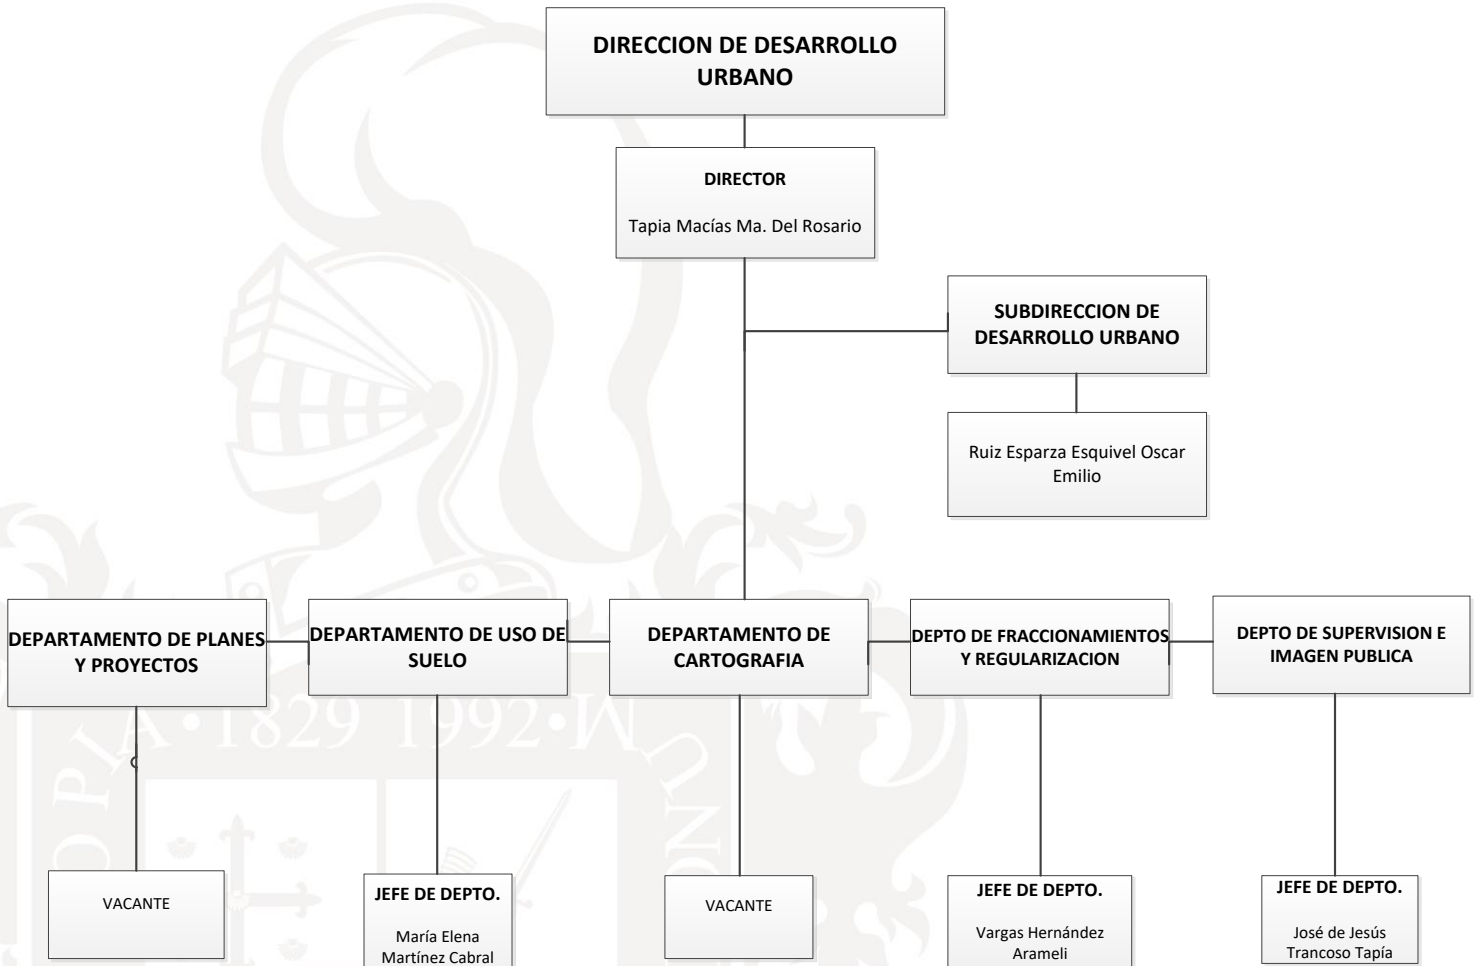 DIRECCION DE DESARROLLO
URBANO
DIRECTOR
Tapia Macías Ma. Del Rosario
SUBDIRECCION DE
DESARROLLO URBANO
Ruiz Esparza Esquivel Oscar
Emilio
DEPARTAMENTO DE PLANES
Y PROYECTOS
DEPARTAMENTO DE USO DE
SUELO
DEPARTAMENTO DE
CARTOGRAFIA
DEPTO DE FRACCIONAMIENTOS
Y REGULARIZACION
DEPTO DE SUPERVISION E
IMAGEN PUBLICA
VACANTE
JEFE DE DEPTO.
María Elena
Martínez Cabral
VACANTE
JEFE DE DEPTO.
Vargas Hernández
Arameli
JEFE DE DEPTO.
José de Jesús
Trancoso Tapía
1829 1992